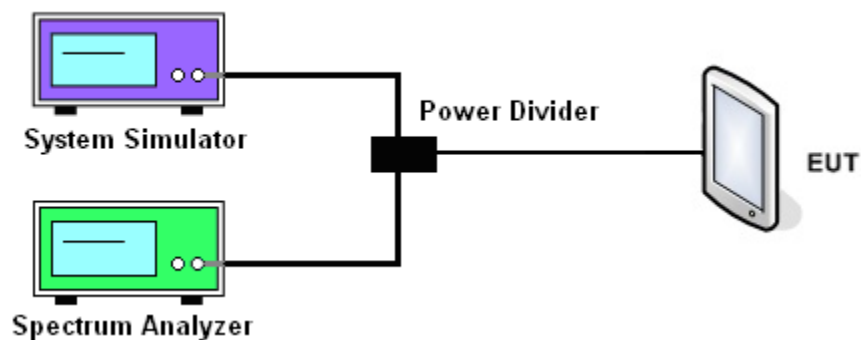 System Simulator
Power Divider
EUT
Spectrum Analyzer